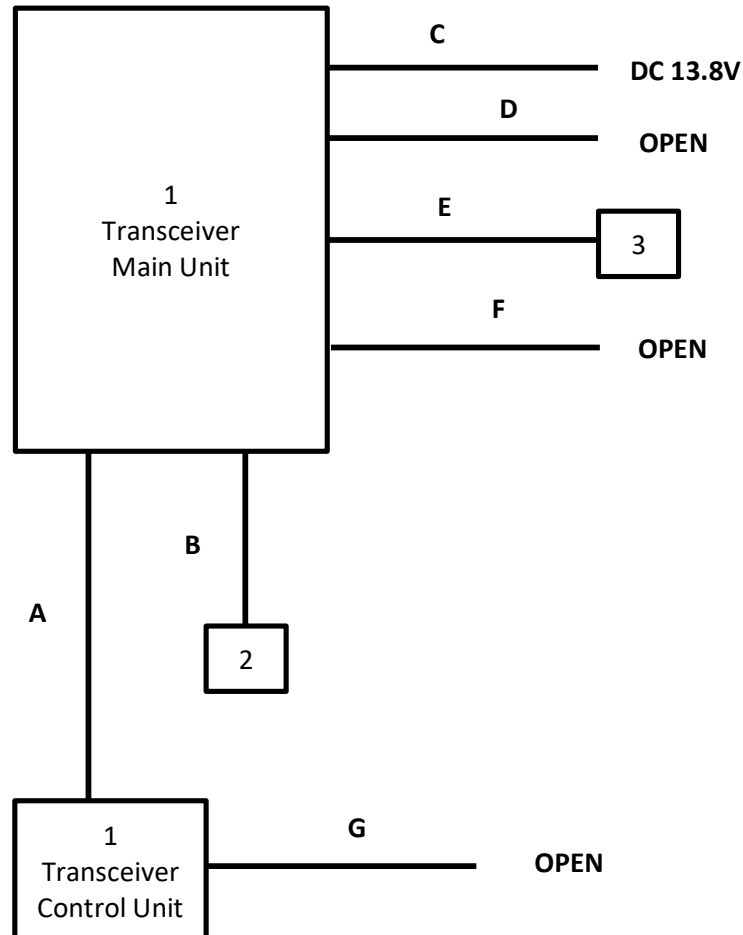 C
DC 13.8V
D
OPEN
1
Transceiver
Main Unit
E
3
F
OPEN
B
A
2
1
Transceiver
Control Unit
G
OPEN